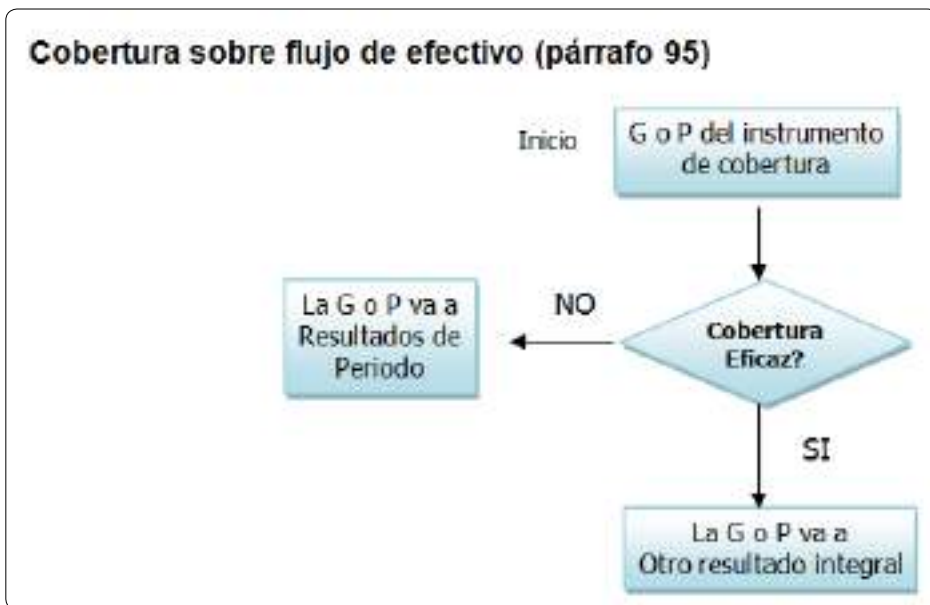 Cobertura sobre flujo de efectivo (párrafo 95)
Inicio
G o P del instrumento
de cobertura
NO
La G o P va a
Resultados de
Periodo
Cobertura
Eficaz?
SI
La G o P va a
Otro resultado integral